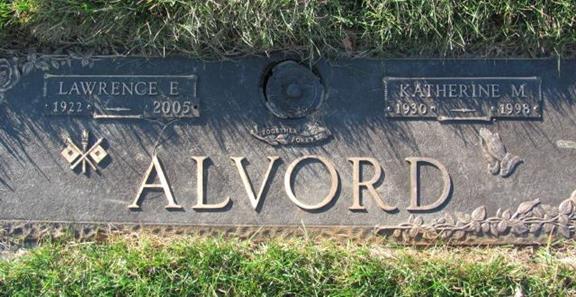 LAWRENCE E.
1922 — 2005
KATHERINE M.
1930 — 1998
TOGETHER
FOREVER
ALVORD